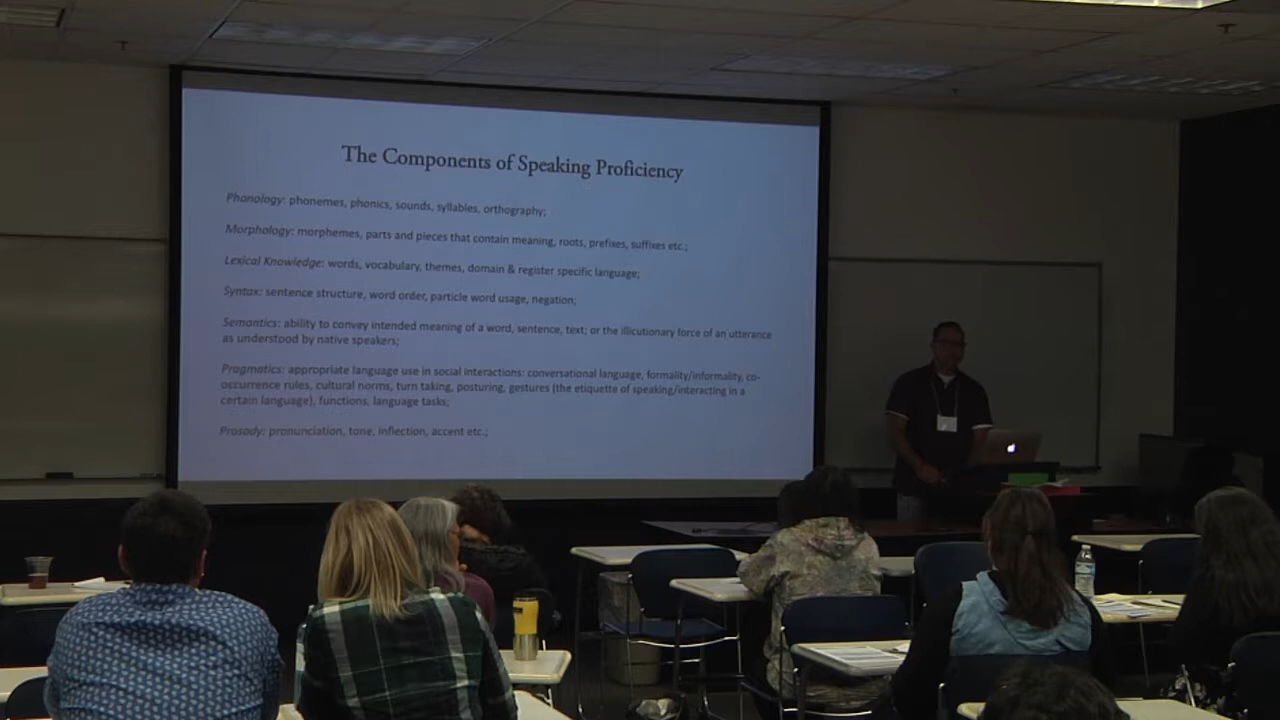 The Components of Speaking Proficiency
Phonology: phonemes, phonics, sounds, syllables, orthography;
Morphology: morphemes, parts and pieces that contain meaning, roots, prefixes, suffixes etc.;
Lexical Knowledge: words, vocabulary, themes, domain & register specific language;
Syntax: sentence structure, word order, particle word usage, negation;
Semantics: ability to convey intended meaning of a word, sentence, text; or the illicutionary force of an utterance
as understood by native speakers;
Pragmatics: appropriate language use in social interactions: conversational language, formality/informality, co-
occurrence rules, cultural norms, turn taking, posturing, gestures (the etiquette of speaking/interacting in a
certain language), functions, language tasks;
Prosody: pronunciation, tone, inflection, accent etc.;